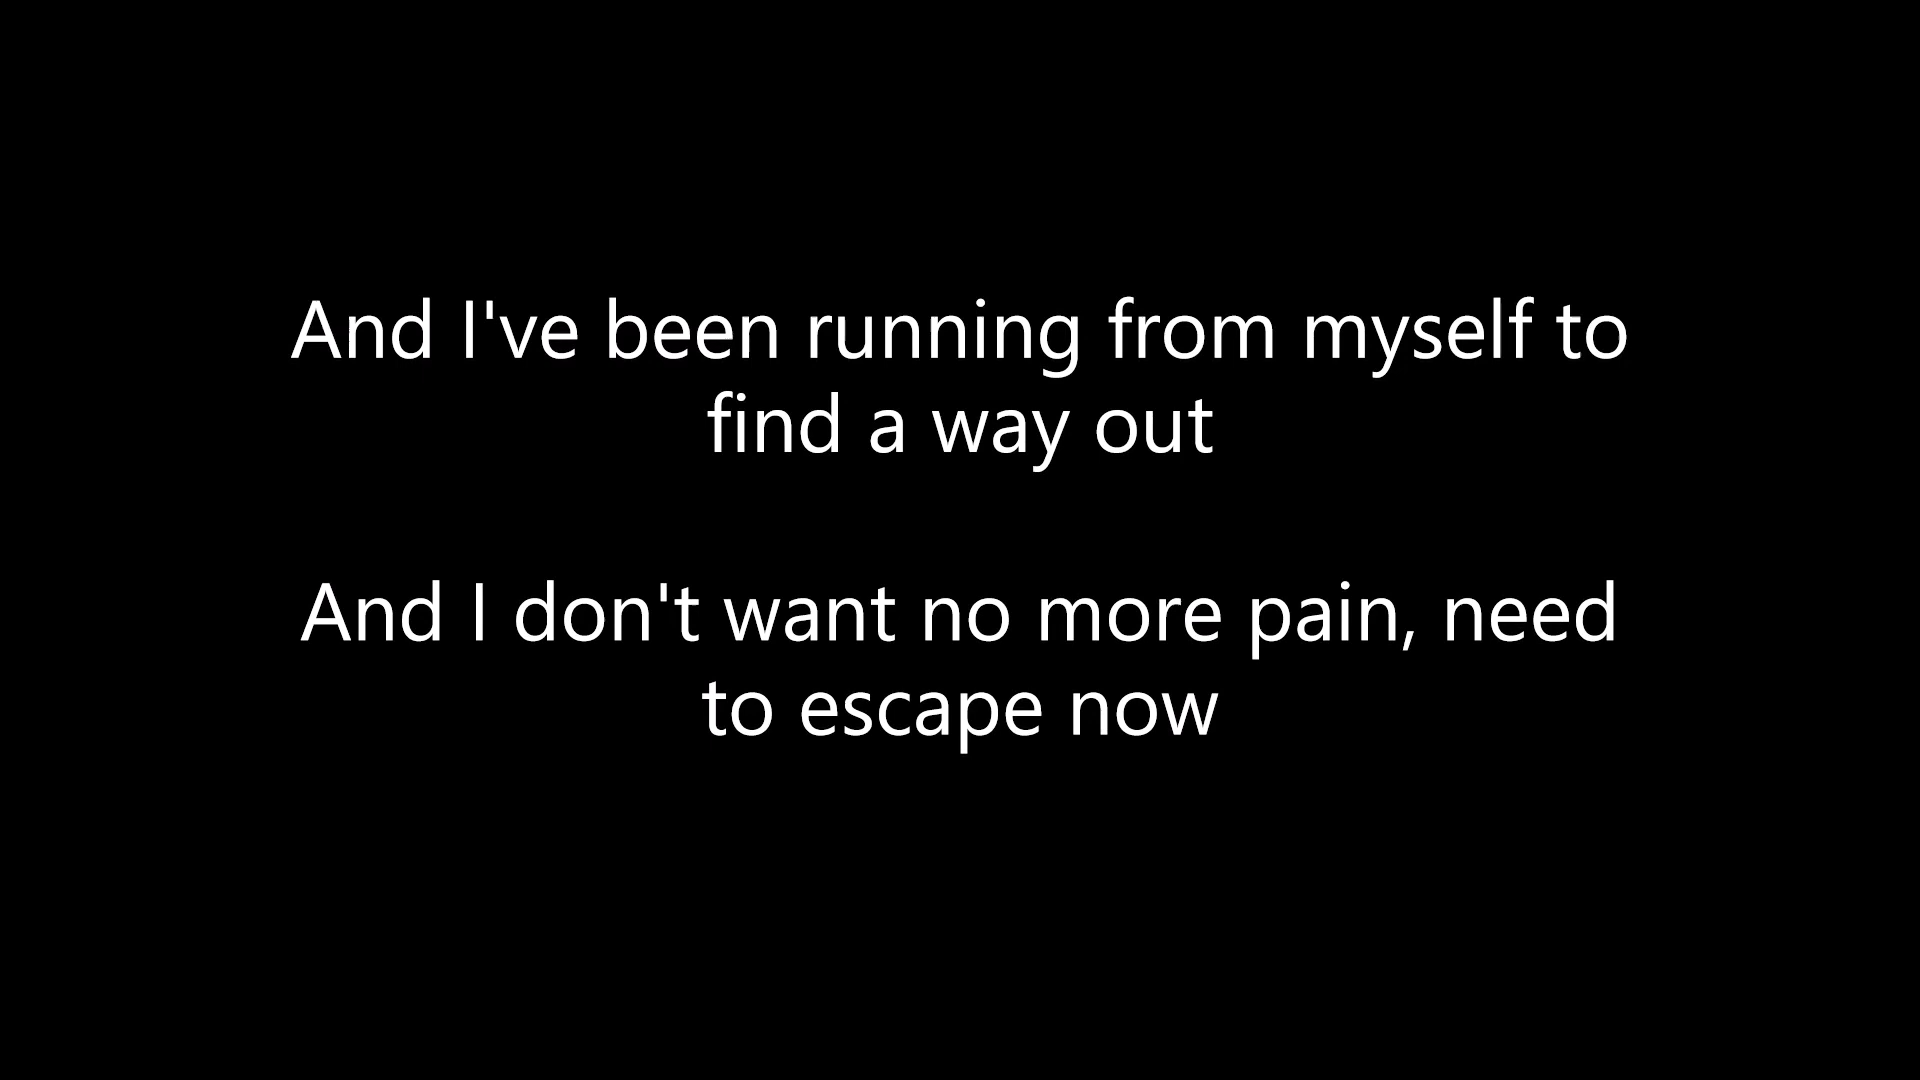 And I've been running from myself to
find a way out
And I don't want no more pain, need
to escape now